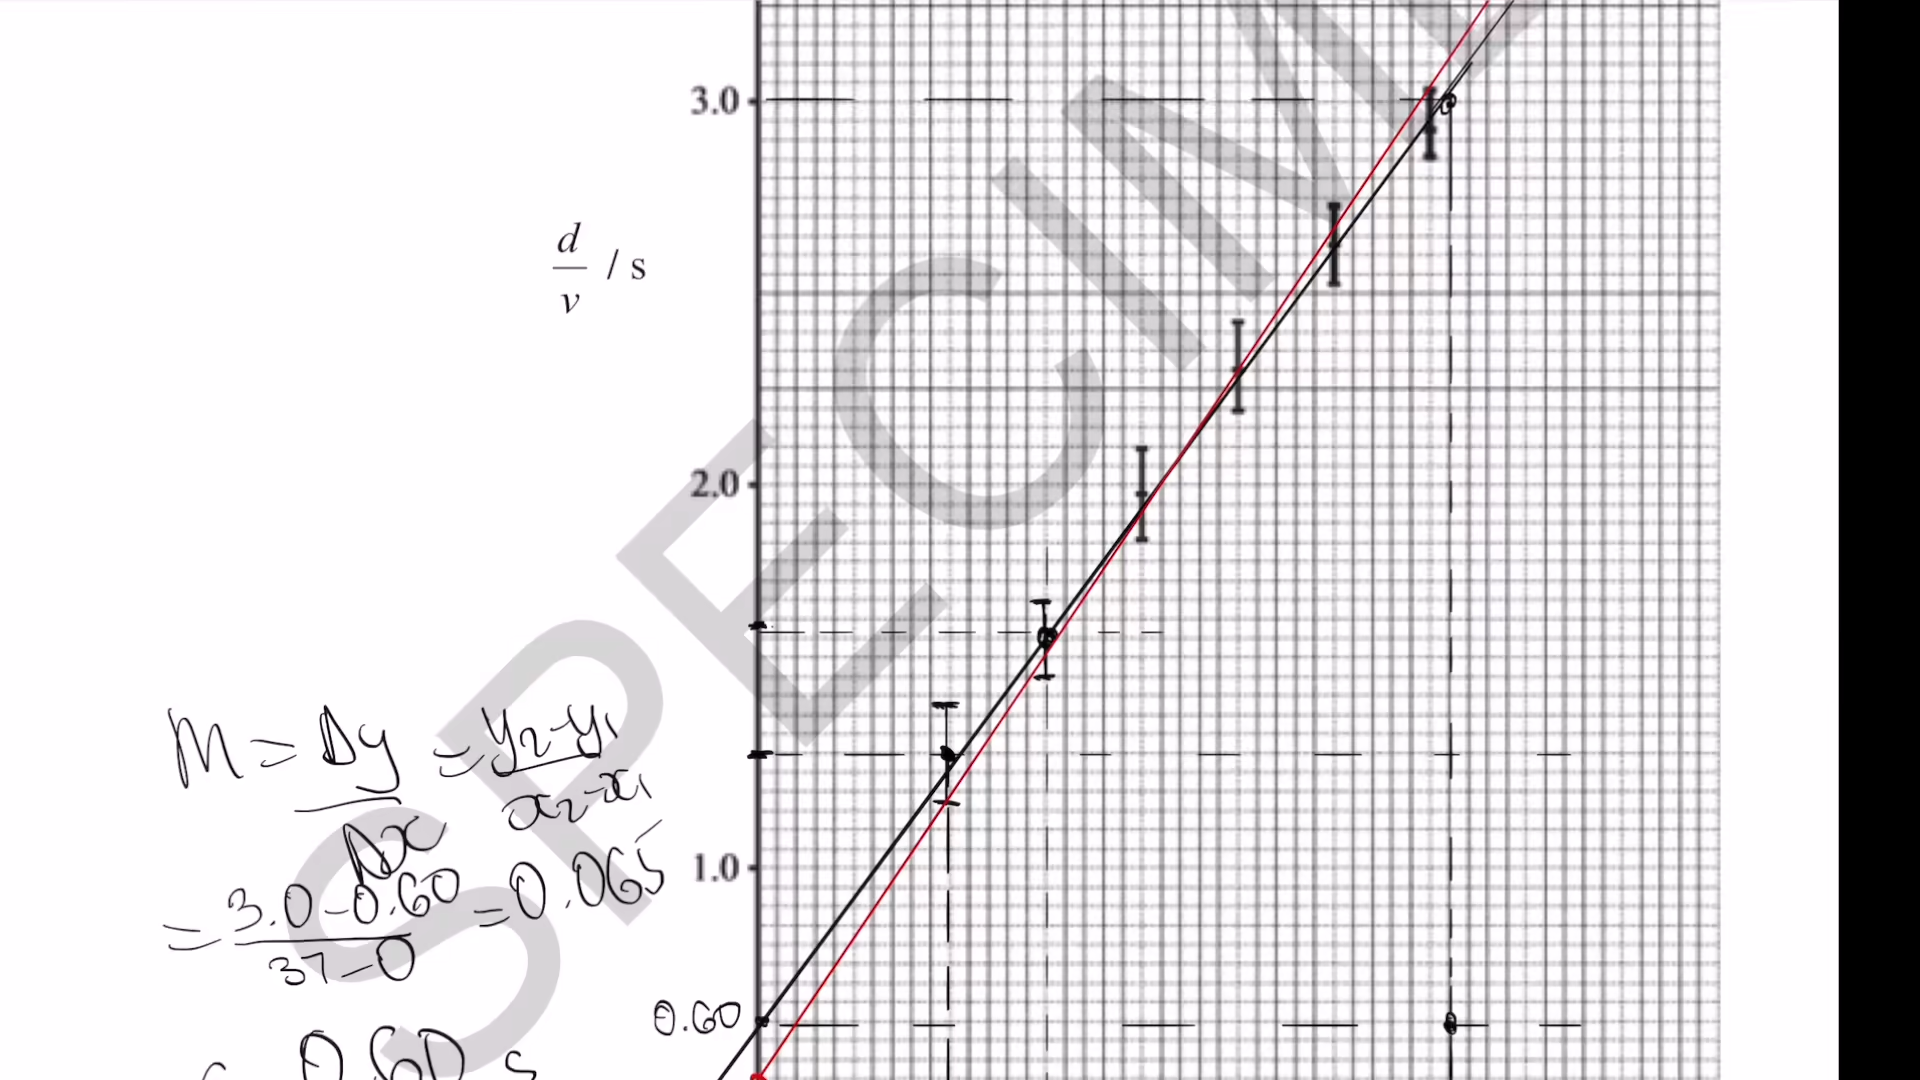 3.0
d
v / s
2.0
M = Δy = y2-y1
Δx x2-x1
1.0
= 3.0-0.60 = 0.065
37-0
0.60
0.60 s
SPECIM